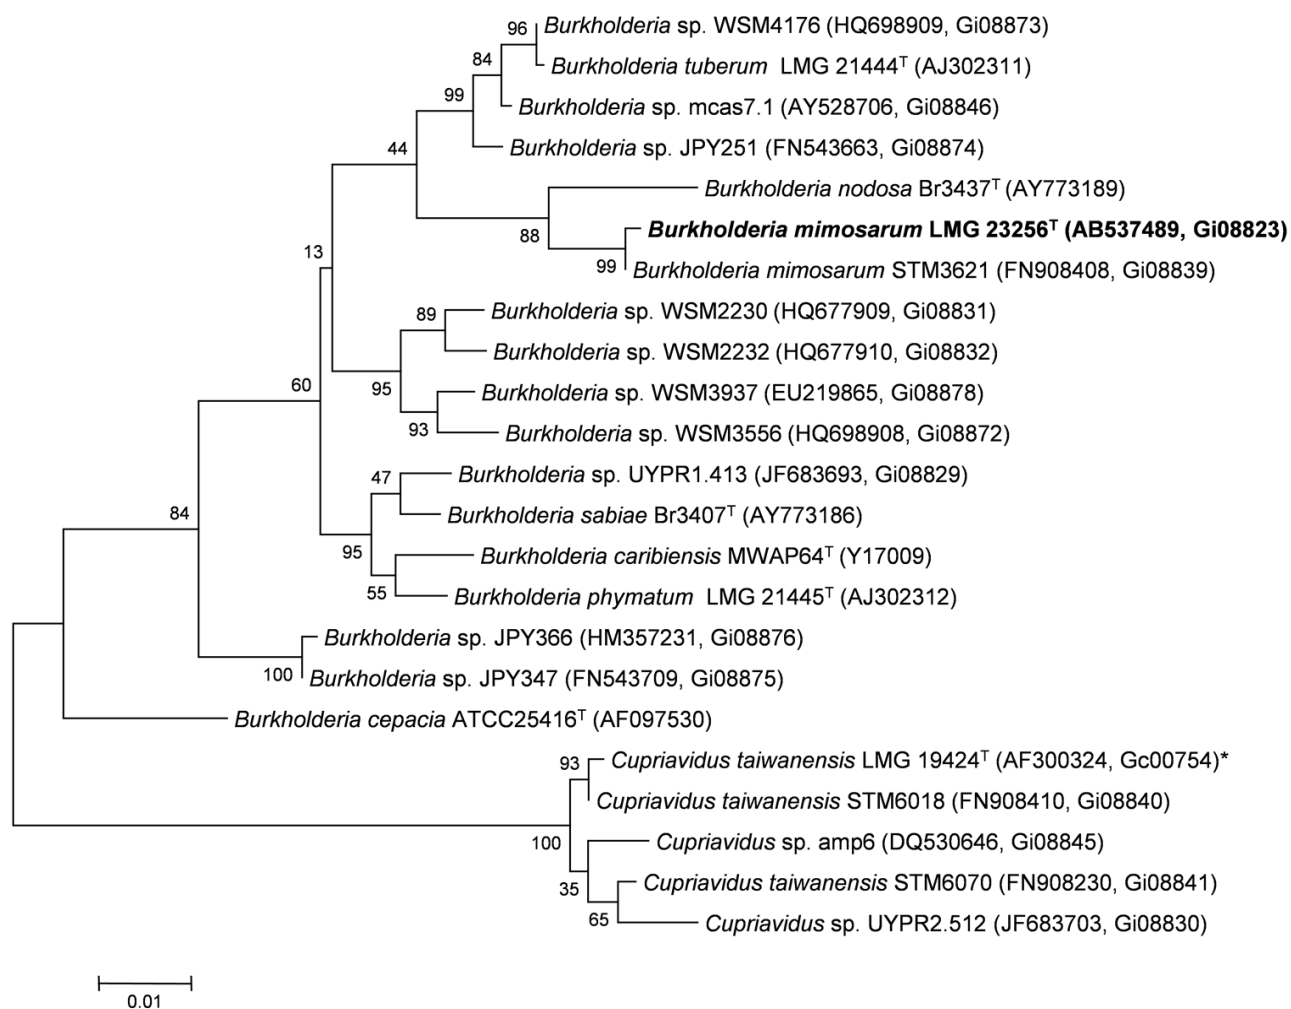 96
Burkholderia sp. WSM4176 (HQ698909, Gi08873)
84
Burkholderia tuberum LMG 21444ᵀ (AJ302311)
99
Burkholderia sp. mcas7.1 (AY528706, Gi08846)
44
Burkholderia sp. JPY251 (FN543663, Gi08874)
Burkholderia nodosa Br3437ᵀ (AY773189)
88
Burkholderia mimosarum LMG 23256ᵀ (AB537489, Gi08823)
13
99
Burkholderia mimosarum STM3621 (FN908408, Gi08839)
89
Burkholderia sp. WSM2230 (HQ677909, Gi08831)
Burkholderia sp. WSM2232 (HQ677910, Gi08832)
60
95
Burkholderia sp. WSM3937 (EU219865, Gi08878)
93
Burkholderia sp. WSM3556 (HQ698908, Gi08872)
47
Burkholderia sp. UYPR1.413 (JF683693, Gi08829)
84
Burkholderia sabiae Br3407ᵀ (AY773186)
95
Burkholderia caribiensis MWAP64ᵀ (Y17009)
55
Burkholderia phymatum LMG 21445ᵀ (AJ302312)
Burkholderia sp. JPY366 (HM357231, Gi08876)
100
Burkholderia sp. JPY347 (FN543709, Gi08875)
Burkholderia cepacia ATCC25416ᵀ (AF097530)
93
Cupriavidus taiwanensis LMG 19424ᵀ (AF300324, Gc00754)*
Cupriavidus taiwanensis STM6018 (FN908410, Gi08840)
100
Cupriavidus sp. amp6 (DQ530646, Gi08845)
35
Cupriavidus taiwanensis STM6070 (FN908230, Gi08841)
65
Cupriavidus sp. UYPR2.512 (JF683703, Gi08830)
0.01